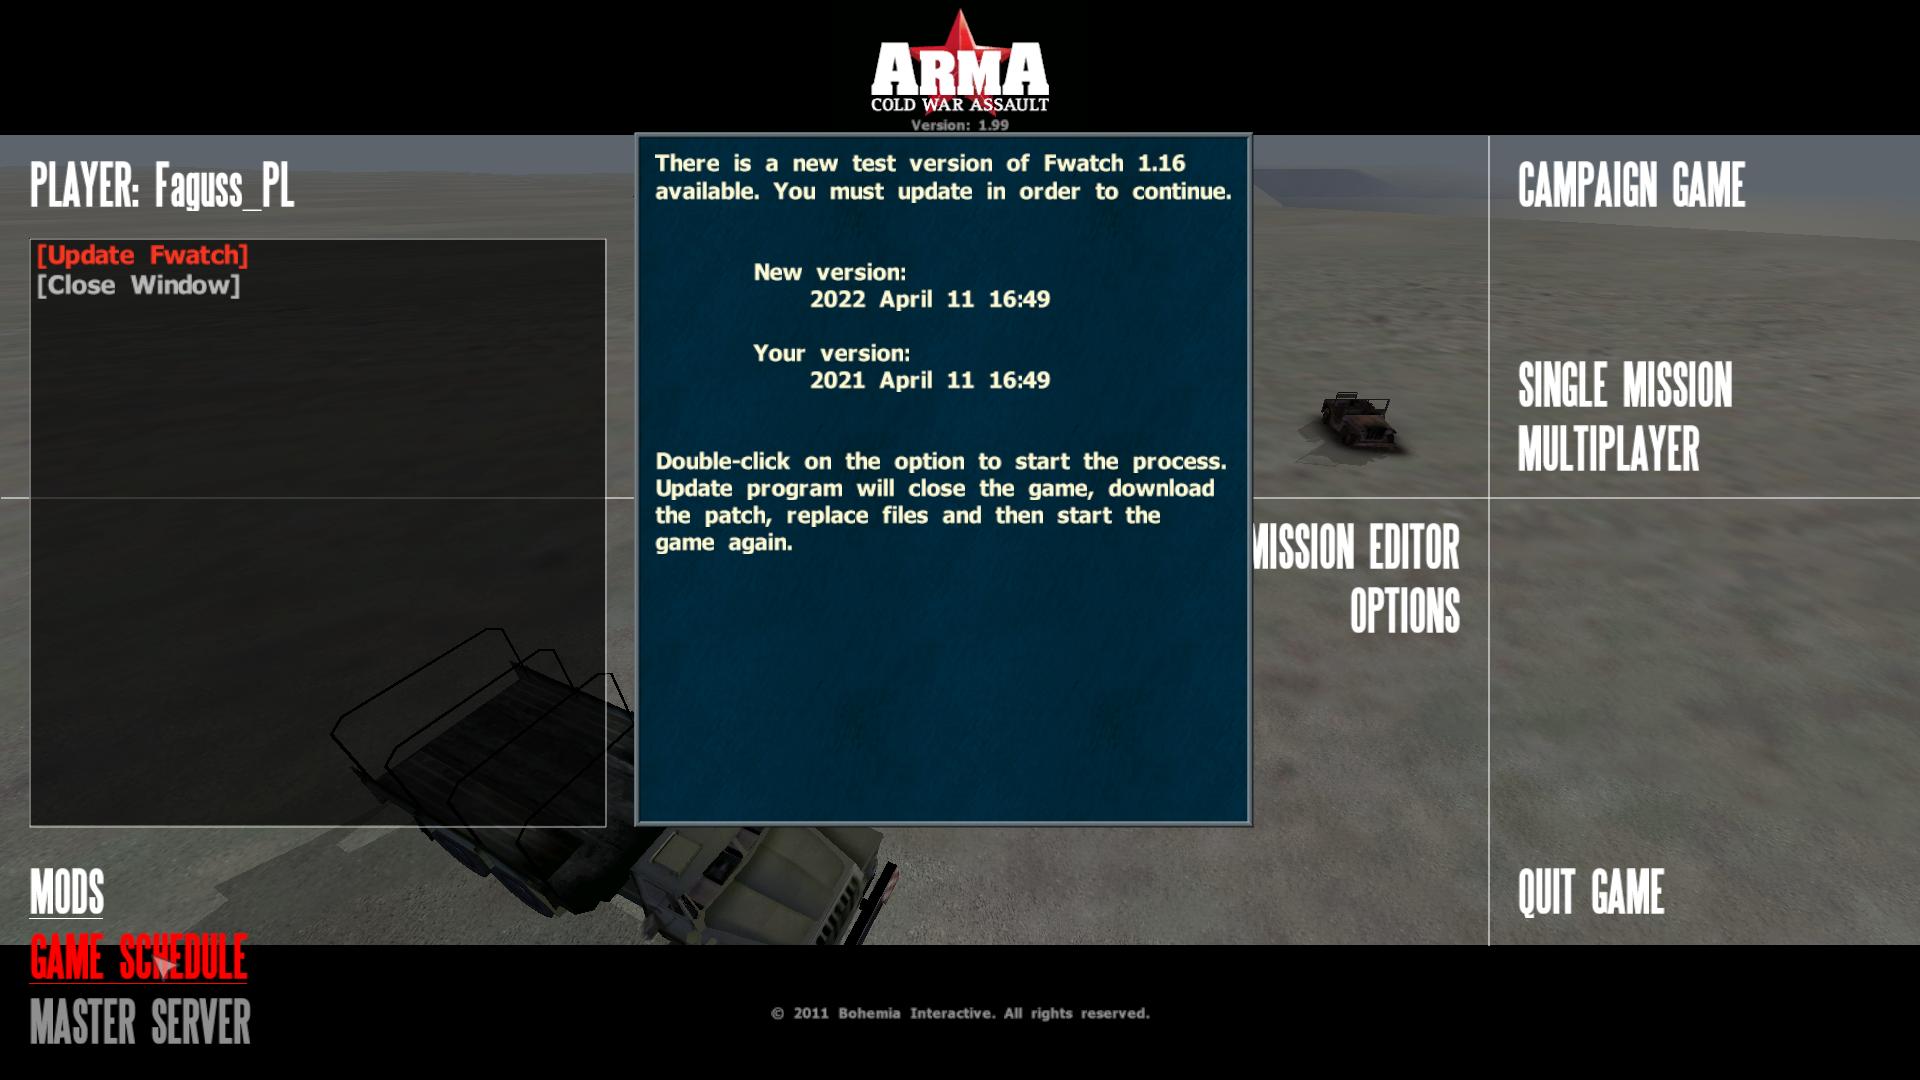 ARMA
COLD WAR ASSAULT
Version: 1.99
PLAYER: Faguss_PL
[Update Fwatch]
[Close Window]
There is a new test version of Fwatch 1.16
available. You must update in order to continue.
New version:
2022 April 11 16:49
Your version:
2021 April 11 16:49
Double-click on the option to start the process.
Update program will close the game, download
the patch, replace files and then start the
game again.
CAMPAIGN GAME
SINGLE MISSION
MULTIPLAYER
MISSION EDITOR
OPTIONS
QUIT GAME
MODS
GAME SCHEDULE
MASTER SERVER
© 2011 Bohemia Interactive. All rights reserved.